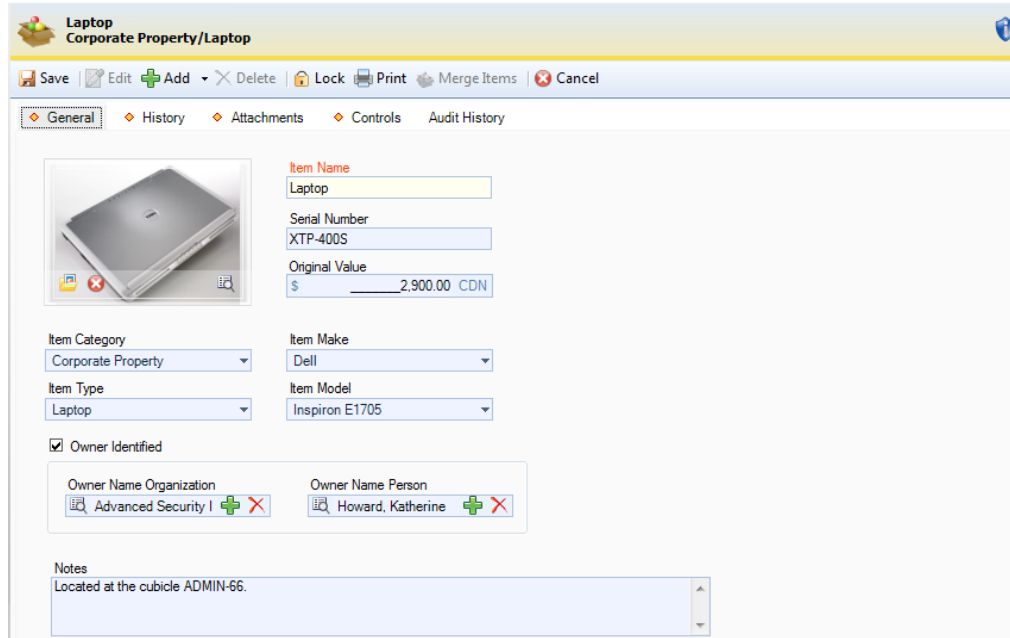 Laptop
Corporate Property/Laptop
Save Edit Add Delete Lock Print Merge Items Cancel
General History Attachments Controls Audit History
Item Name
Laptop
Serial Number
XTP-400S
Original Value
$ _______2,900.00 CDN
Item Category Item Make
Corporate Property Dell
Item Type Item Model
Laptop Inspiron E1705
Owner Identified
Owner Name Organization Owner Name Person
Advanced Security I Howard, Katherine
Notes
Located at the cubicle ADMIN-66.